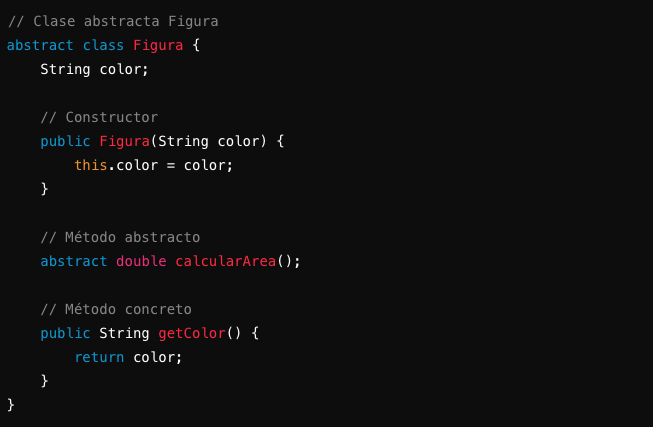 // Clase abstracta Figura
abstract class Figura {
    String color;

    // Constructor
    public Figura(String color) {
        this.color = color;
    }

    // Método abstracto
    abstract double calcularArea();

    // Método concreto
    public String getColor() {
        return color;
    }
}